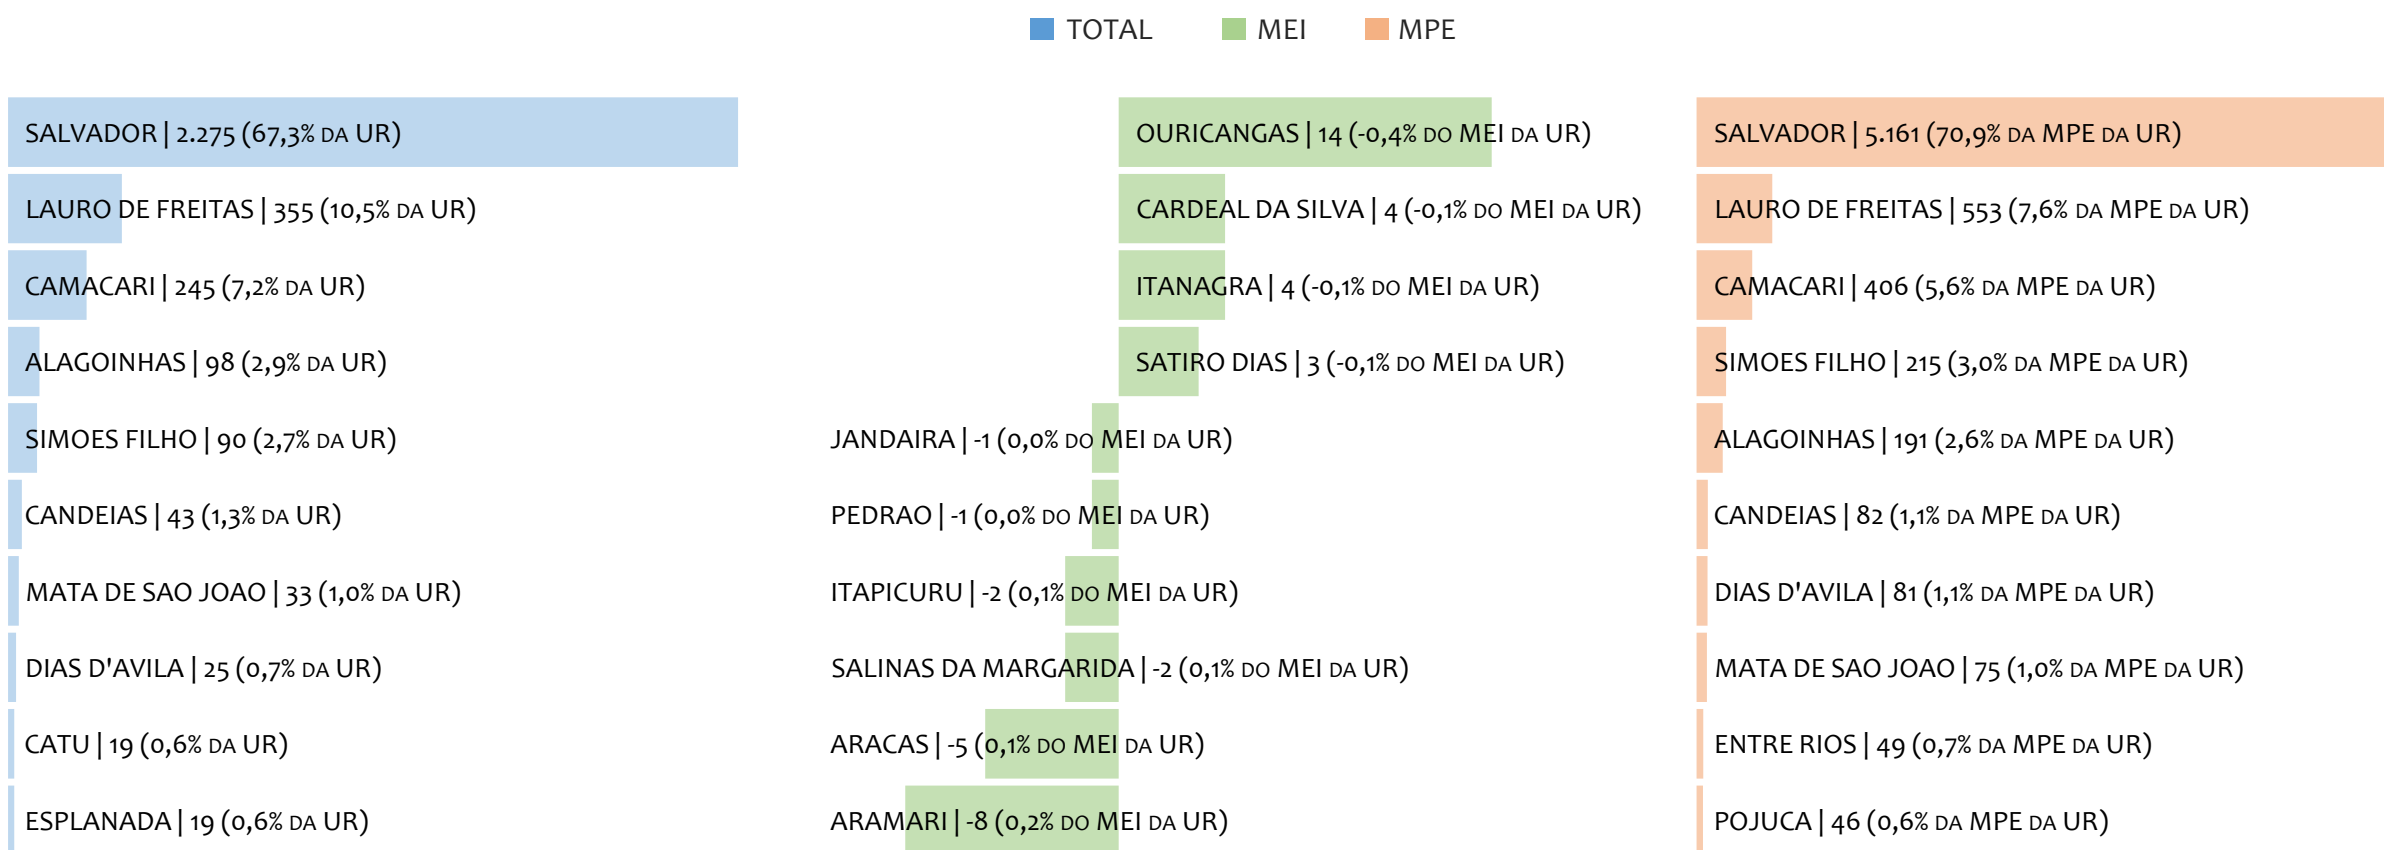 TOTAL MEI MPE
SALVADOR | 2.275 (67,3% DA UR)
LAURO DE FREITAS | 355 (10,5% DA UR)
CAMACARI | 245 (7,2% DA UR)
ALAGOINHAS | 98 (2,9% DA UR)
SIMOES FILHO | 90 (2,7% DA UR)
CANDEIAS | 43 (1,3% DA UR)
MATA DE SAO JOAO | 33 (1,0% DA UR)
DIAS D'AVILA | 25 (0,7% DA UR)
CATU | 19 (0,6% DA UR)
ESPLANADA | 19 (0,6% DA UR)
OURICANGAS | 14 (-0,4% DO MEI DA UR)
CARDEAL DA SILVA | 4 (-0,1% DO MEI DA UR)
ITANAGRA | 4 (-0,1% DO MEI DA UR)
SATIRO DIAS | 3 (-0,1% DO MEI DA UR)
JANDAIRA | -1 (0,0% DO MEI DA UR)
PEDRAO | -1 (0,0% DO MEI DA UR)
ITAPICURU | -2 (0,1% DO MEI DA UR)
SALINAS DA MARGARIDA | -2 (0,1% DO MEI DA UR)
ARACAS | -5 (0,1% DO MEI DA UR)
ARAMARI | -8 (0,2% DO MEI DA UR)
SALVADOR | 5.161 (70,9% DA MPE DA UR)
LAURO DE FREITAS | 553 (7,6% DA MPE DA UR)
CAMACARI | 406 (5,6% DA MPE DA UR)
SIMOES FILHO | 215 (3,0% DA MPE DA UR)
ALAGOINHAS | 191 (2,6% DA MPE DA UR)
CANDEIAS | 82 (1,1% DA MPE DA UR)
DIAS D'AVILA | 81 (1,1% DA MPE DA UR)
MATA DE SAO JOAO | 75 (1,0% DA MPE DA UR)
ENTRE RIOS | 49 (0,7% DA MPE DA UR)
POJUCA | 46 (0,6% DA MPE DA UR)